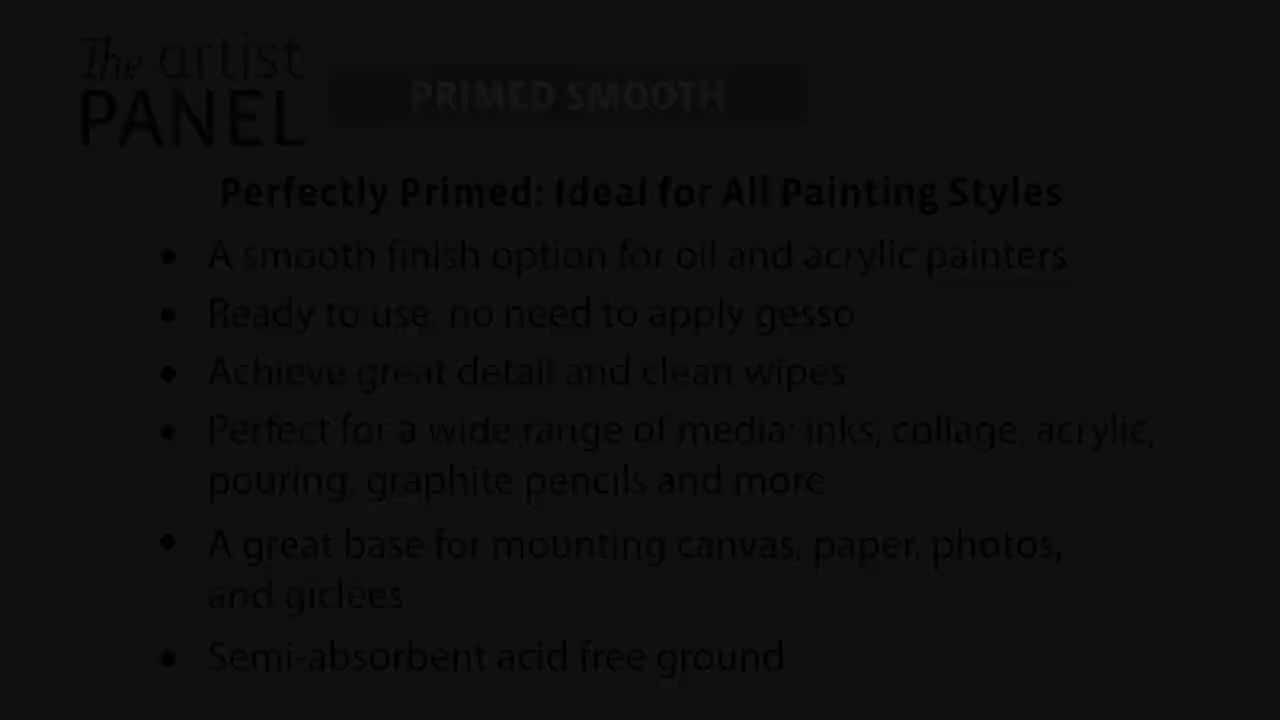 The artist
PANEL
PRIMED SMOOTH
Perfectly Primed: Ideal for All Painting Styles
• A smooth finish option for oil and acrylic painters
• Ready to use, no need to apply gesso
• Achieve great detail and clean wipes
• Perfect for a wide range of media: inks, collage, acrylic,
pouring, graphite pencils and more
• A great base for mounting canvas, paper, photos,
and giclées
• Semi-absorbent acid free ground